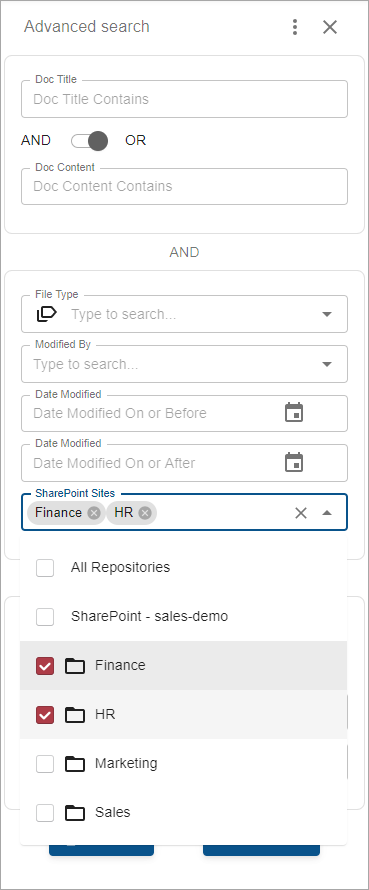 Advanced search
Doc Title
Doc Title Contains
AND OR
Doc Content
Doc Content Contains
AND
File Type
Type to search...
Modified By
Type to search...
Date Modified
Date Modified On or Before
Date Modified
Date Modified On or After
SharePoint Sites
Finance HR
All Repositories
SharePoint - sales-demo
Finance
HR
Marketing
Sales